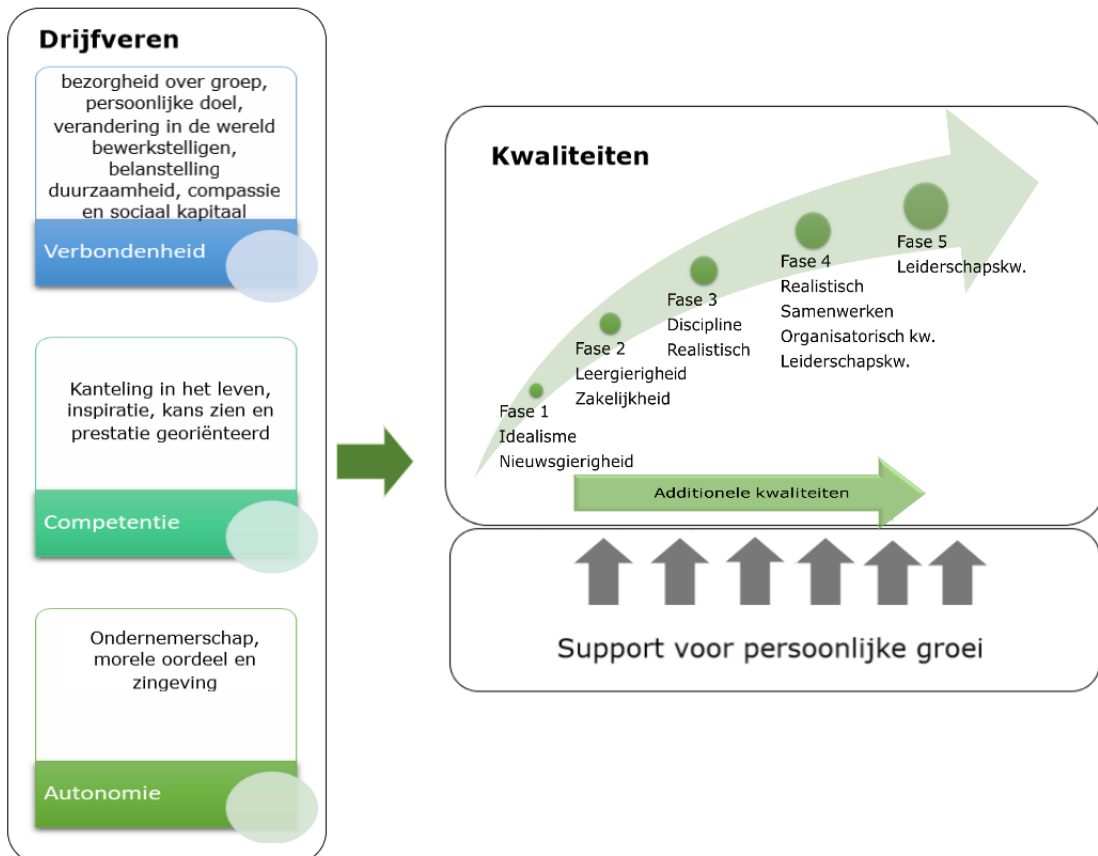 Drijfveren
bezorgheid over groep,
persoonlijke doel,
verandering in de wereld
bewerkstelligen,
belanstelling
duurzaamheid, compassie
en sociaal kapitaal
Verbondenheid
Kanteling in het leven,
inspiratie, kans zien en
prestatie georiënteerd
Competentie
Ondernemerschap,
morele oordeel en
zingeving
Autonomie
Kwaliteiten
Fase 1
Idealisme
Nieuwsgierigheid
Fase 2
Leergierigheid
Zakelijkheid
Fase 3
Discipline
Realistisch
Fase 4
Realistisch
Samenwerken
Organisatorisch kw.
Leiderschapskw.
Fase 5
Leiderschapskw.
Additionele kwaliteiten
Support voor persoonlijke groei